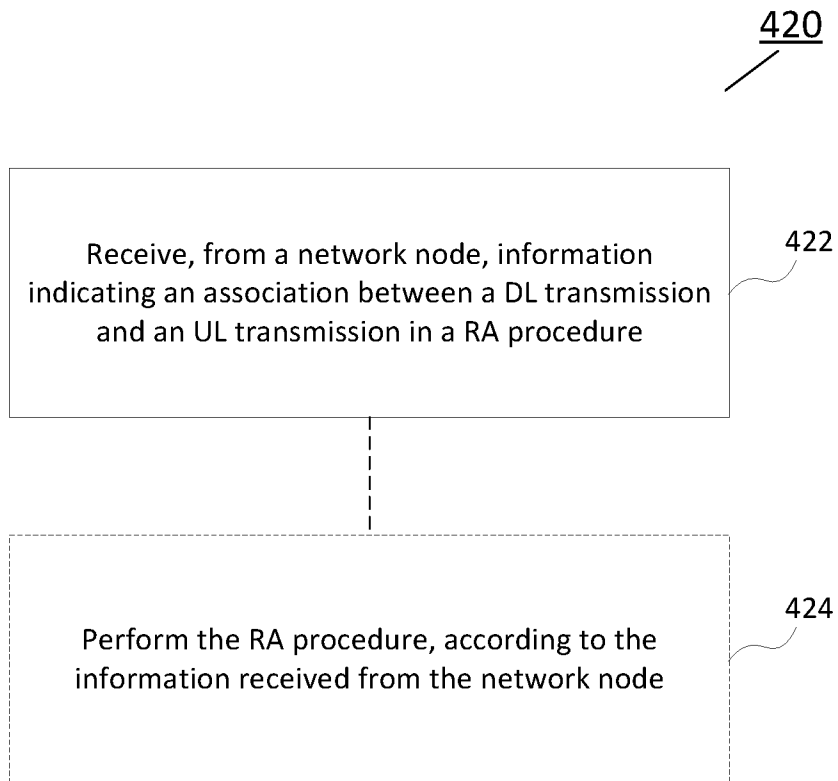 420
Receive, from a network node, information
indicating an association between a DL transmission
and an UL transmission in a RA procedure
422
Perform the RA procedure, according to the
information received from the network node
424